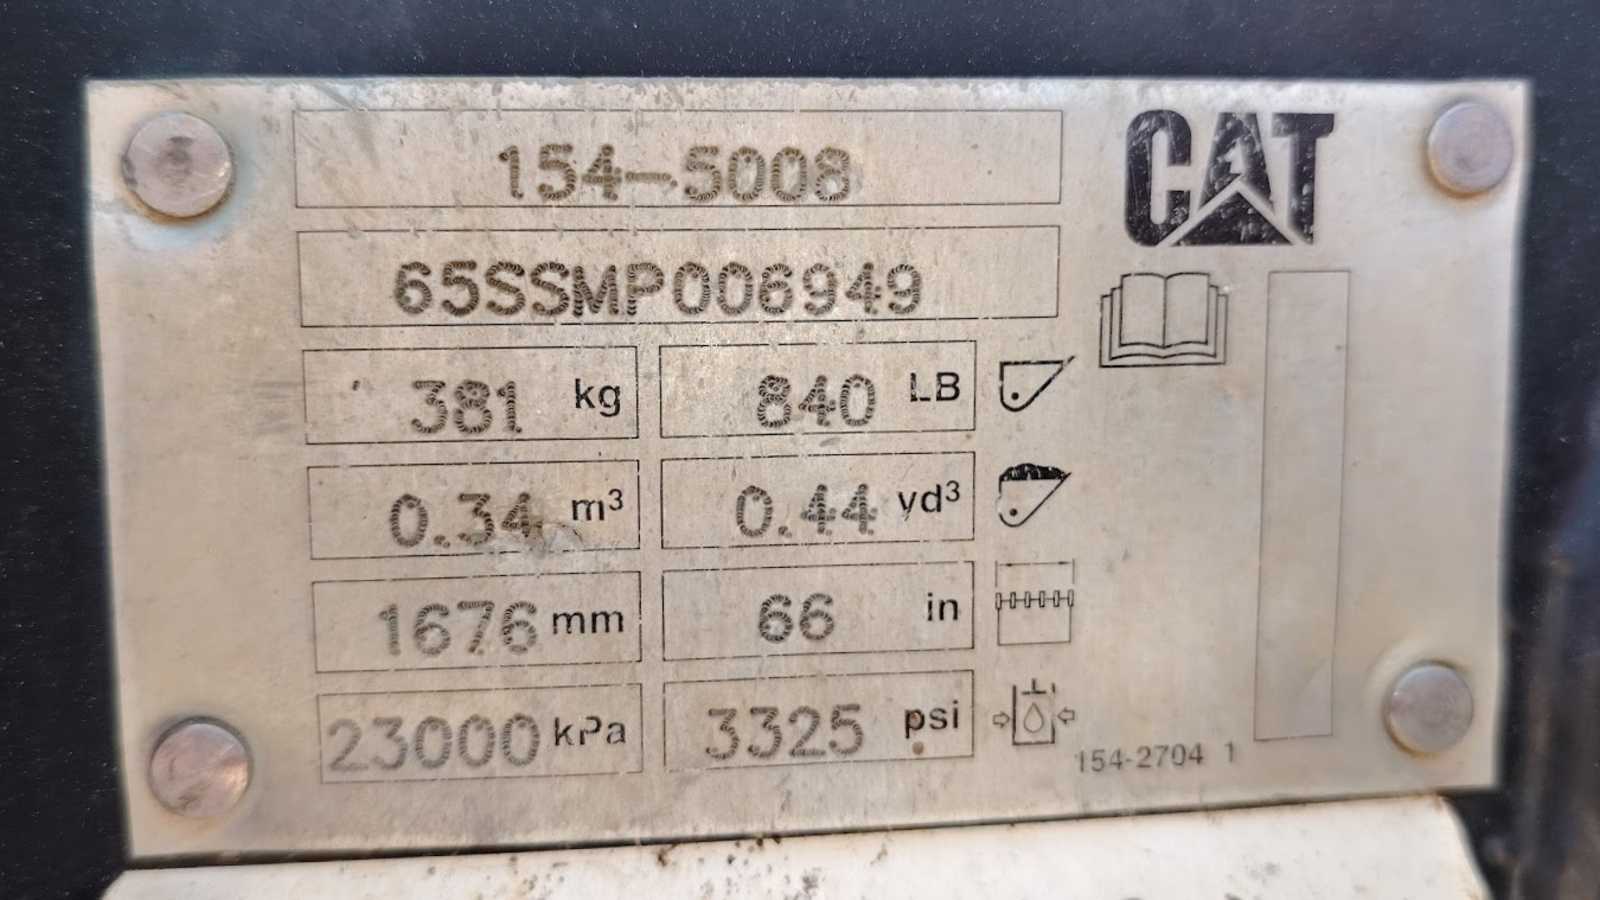 154-5008
CAT
65SSMP006949
381 kg 840 LB
0.34 m³ 0.44 yd³
1676 mm 66 in
23000 kPa 3325 psi
154-2704 1